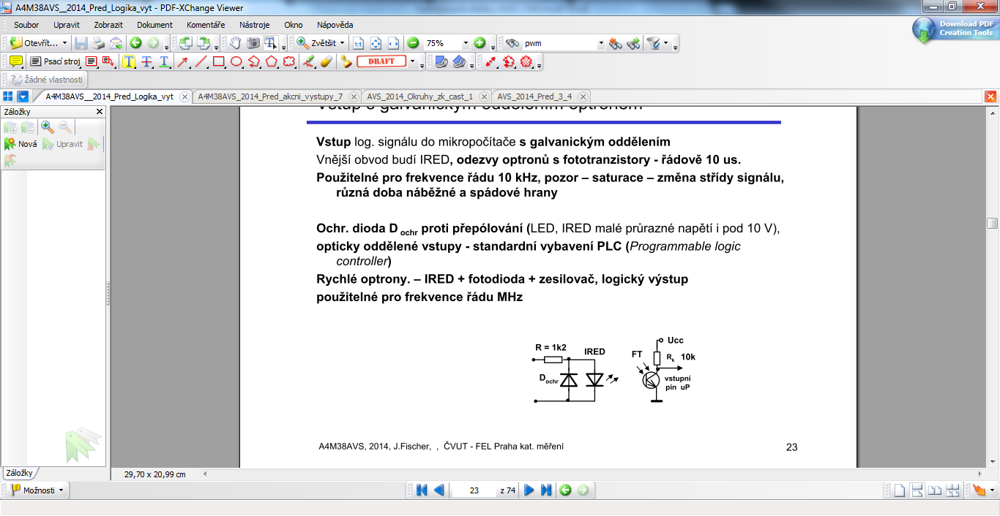 A4M38AVS__2014_Pred_Logika_vyt - PDF-XChange Viewer
Soubor Upravit Zobrazit Dokument Komentáře Nástroje Okno Nápověda
Download PDF
Creation Tools
Otevřít... Zvětšit 75% pwm
Psací stroj DRAFT
Žádné vlastnosti
A4M38AVS__2014_Pred_Logika_vyt A4M38AVS_2014_Pred_akcni_vystupy_7 AVS_2014_Okruhy_zk_cast_1 AVS_2014_Pred_3_4
Záložky
Nová Upravit
Vstup s galvanickým oddělením optronem
Vstup log. signálu do mikropočítače s galvanickým oddělením
Vnější obvod budí IRED, odezvy optronů s fototranzistory - řádově 10 us.
Použitelné pro frekvence řádu 10 kHz, pozor – saturace – změna střídy signálu,
různá doba náběžné a spádové hrany
Ochr. dioda D ochr proti přepólování (LED, IRED malé průrazné napětí i pod 10 V),
opticky oddělené vstupy - standardní vybavení PLC (Programmable logic
controller)
Rychlé optrony. – IRED + fotodioda + zesilovač, logický výstup
použitelné pro frekvence řádu MHz
R = 1k2
IRED
Dochr
FT
Ucc
Rk 10k
vstupní
pin uP
A4M38AVS, 2014, J.Fischer, , ČVUT - FEL Praha kat. měření
23
Záložky
29,70 x 20,99 cm
Možnosti
23 z 74